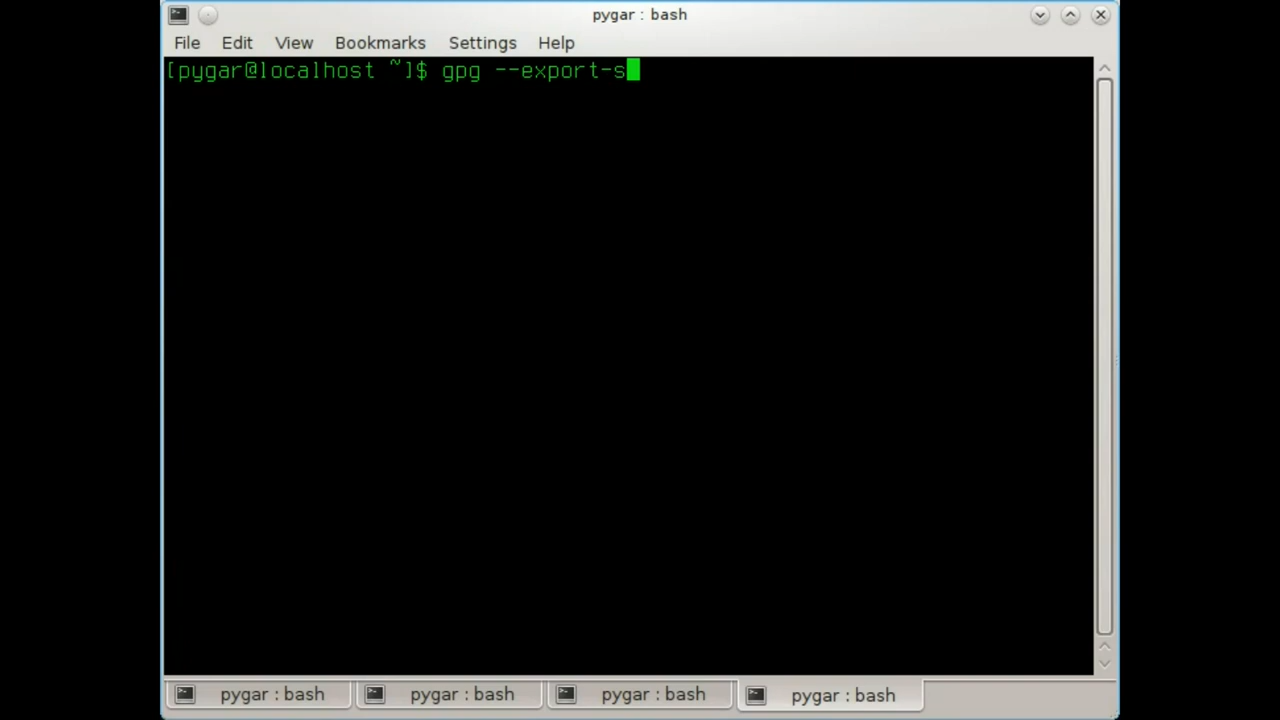 pygar : bash
File Edit View Bookmarks Settings Help
[pygar@localhost ~]$ gpg --export-s
pygar : bash pygar : bash pygar : bash pygar : bash